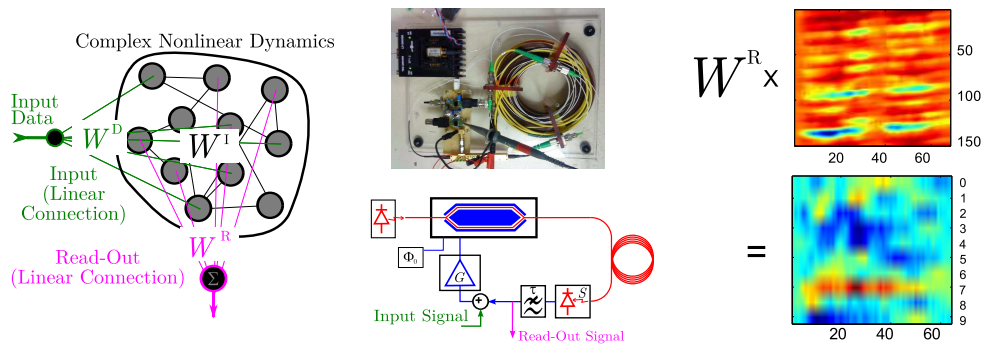 Complex Nonlinear Dynamics
Input
Data
W^D
W^I
Input
(Linear
Connection)
W^R
Read-Out
(Linear Connection)
Σ
Φ₀
G
+
τ
S
Input Signal
Read-Out Signal
W^R x
50
100
150
20 40 60
=
0
1
2
3
4
5
6
7
8
9
20 40 60